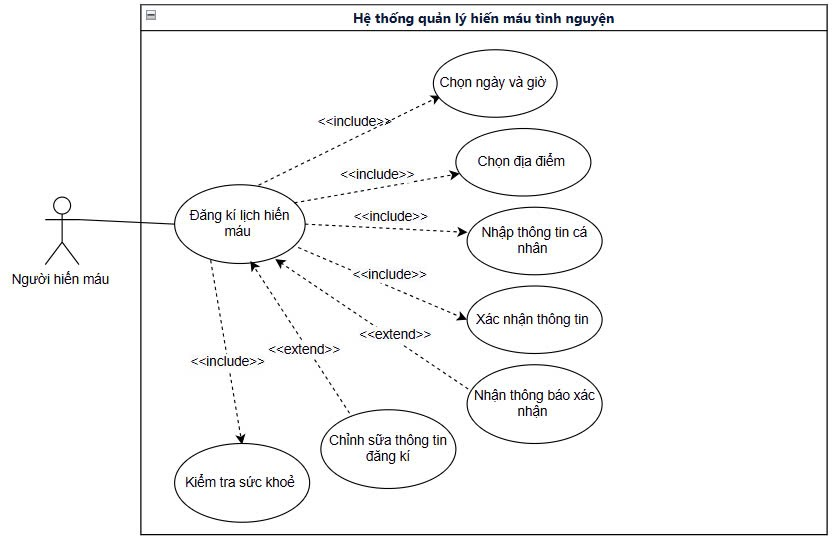 Hệ thống quản lý hiến máu tình nguyện
Chọn ngày và giờ
<<include>>
Chọn địa điểm
<<include>>
Đăng kí lịch hiến
máu
<<include>>
Nhập thông tin cá
nhân
Người hiến máu
<<include>>
Xác nhận thông tin
<<extend>>
<<extend>>
<<include>>
Nhận thông báo xác
nhận
Chỉnh sữa thông tin
đăng kí
Kiểm tra sức khoẻ